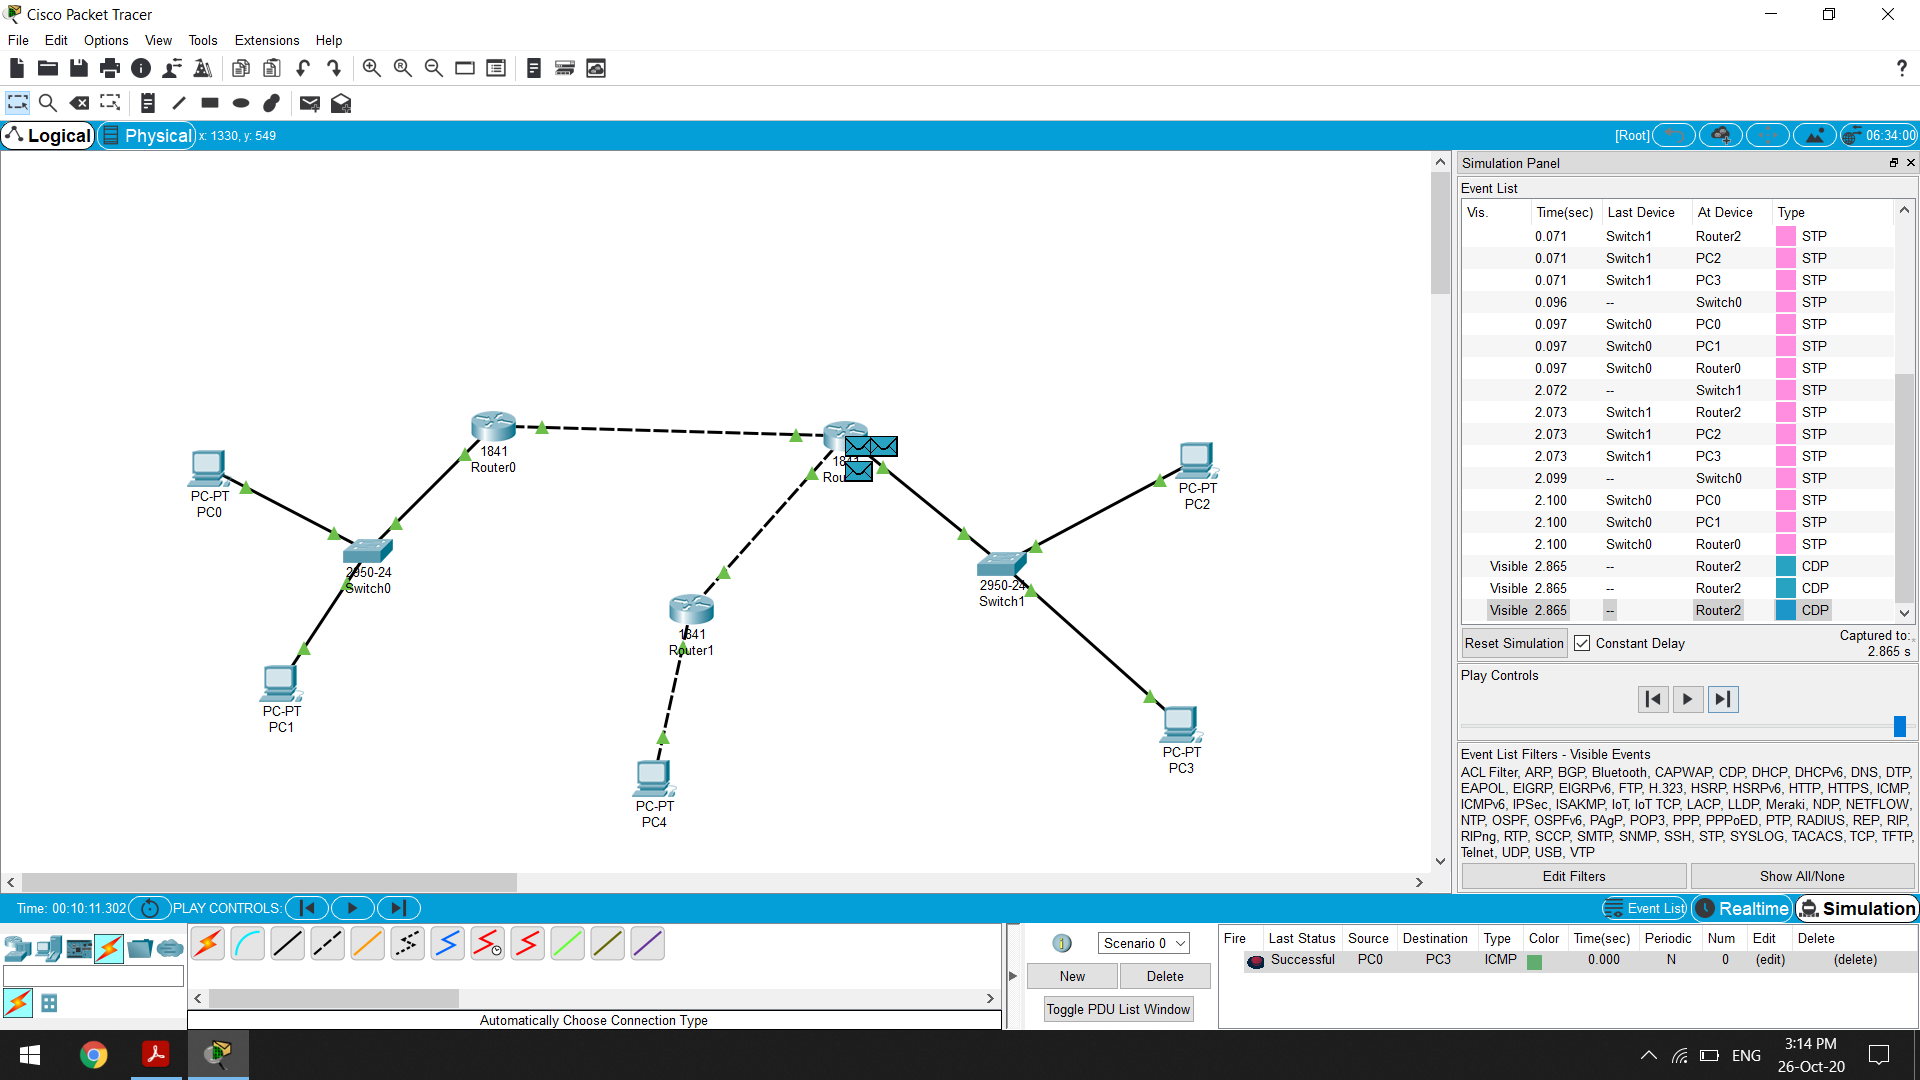 Cisco Packet Tracer
File Edit Options View Tools Extensions Help
Logical Physical x: 1330, y: 549 [Root] 06:34:00
Simulation Panel
Event List
Vis. Time(sec) Last Device At Device Type
0.071 Switch1 Router2 STP
0.071 Switch1 PC2 STP
0.071 Switch1 PC3 STP
0.096 -- Switch0 STP
0.097 Switch0 PC0 STP
0.097 Switch0 PC1 STP
0.097 Switch0 Router0 STP
2.072 -- Switch1 STP
2.073 Switch1 Router2 STP
2.073 Switch1 PC2 STP
2.073 Switch1 PC3 STP
2.099 -- Switch0 STP
2.100 Switch0 PC0 STP
2.100 Switch0 PC1 STP
2.100 Switch0 Router0 STP
Visible 2.865 -- Router2 CDP
Visible 2.865 -- Router2 CDP
Visible 2.865 -- Router2 CDP
Reset Simulation Constant Delay Captured to:
2.865 s
Play Controls
Event List Filters - Visible Events
ACL Filter, ARP, BGP, Bluetooth, CAPWAP, CDP, DHCP, DHCPv6, DNS, DTP,
EAPOL, EIGRP, EIGRPv6, FTP, H.323, HSRP, HSRPv6, HTTP, HTTPS, ICMP,
ICMPv6, IPSec, ISAKMP, IoT, IoT TCP, LACP, LLDP, Meraki, NDP, NETFLOW,
NTP, OSPF, OSPFv6, PAgP, POP3, PPP, PPPoED, PTP, RADIUS, REP, RIP,
RIPng, RTP, SCCP, SMTP, SNMP, SSH, STP, SYSLOG, TACACS, TCP, TFTP,
Telnet, UDP, USB, VTP
Edit Filters Show All/None
1841
Router0
PC-PT
PC0
2950-24
Switch0
PC-PT
PC1
1841
Router1
PC-PT
PC4
PC-PT
PC2
2950-24
Switch1
PC-PT
PC3
Time: 00:10:11.302 PLAY CONTROLS: Event List Realtime Simulation
Automatically Choose Connection Type
Scenario 0
New Delete
Toggle PDU List Window
Fire Last Status Source Destination Type Color Time(sec) Periodic Num Edit Delete
Successful PC0 PC3 ICMP 0.000 N 0 (edit) (delete)
ENG 3:14 PM
26-Oct-20